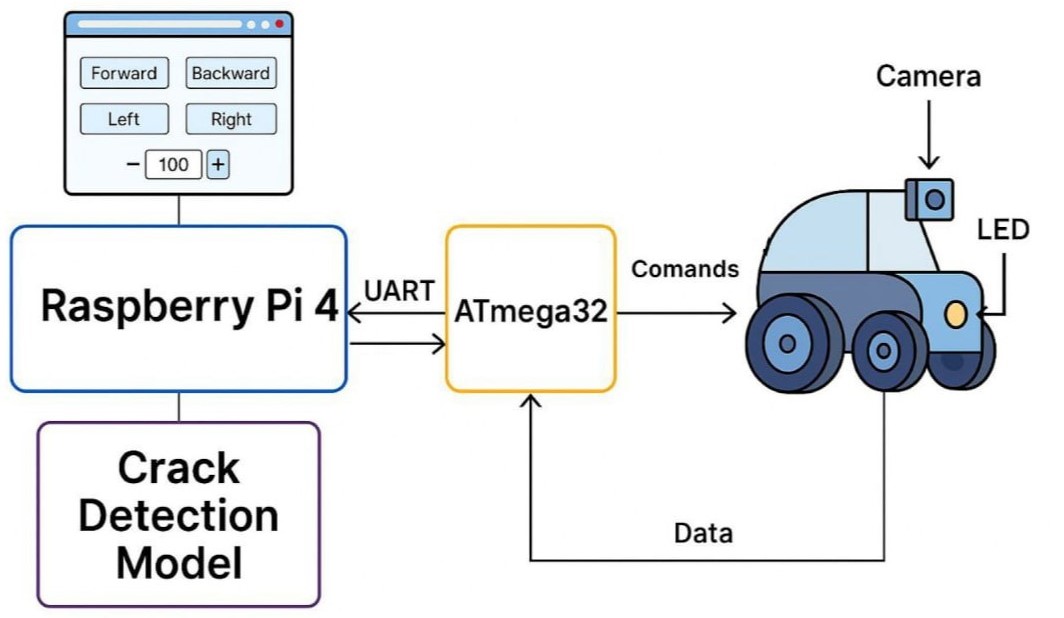 Forward Backward
Left Right
− 100 +
Camera
LED
Raspberry Pi 4
UART
ATmega32
Comands
Crack
Detection
Model
Data